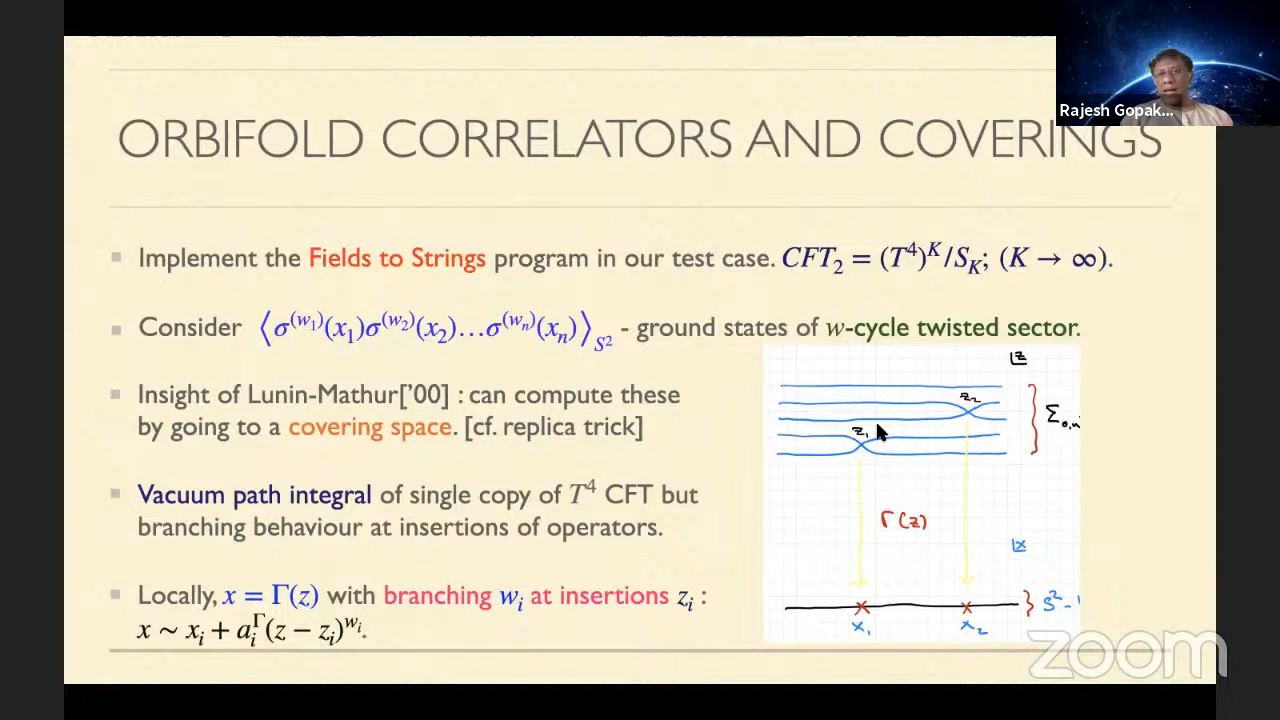 Rajesh Gopak...
ORBIFOLD CORRELATORS AND COVERINGS
Implement the Fields to Strings program in our test case. CFT₂ = (T⁴)ᴷ/S_K; (K → ∞).
Consider ⟨σ^(w₁)(x₁)σ^(w₂)(x₂)…σ^(wₙ)(xₙ)⟩_S² - ground states of w-cycle twisted sector.
Insight of Lunin-Mathur['00] : can compute these
by going to a covering space. [cf. replica trick]
Vacuum path integral of single copy of T⁴ CFT but
branching behaviour at insertions of operators.
Locally, x = Γ(z) with branching wᵢ at insertions zᵢ :
x ∼ xᵢ + aᵢ^Γ(z − zᵢ)^wᵢ.
z
z₂
z₁
Σ₀,ₙ
Γ(z)
x
S² -
x₁
x₂
zoom